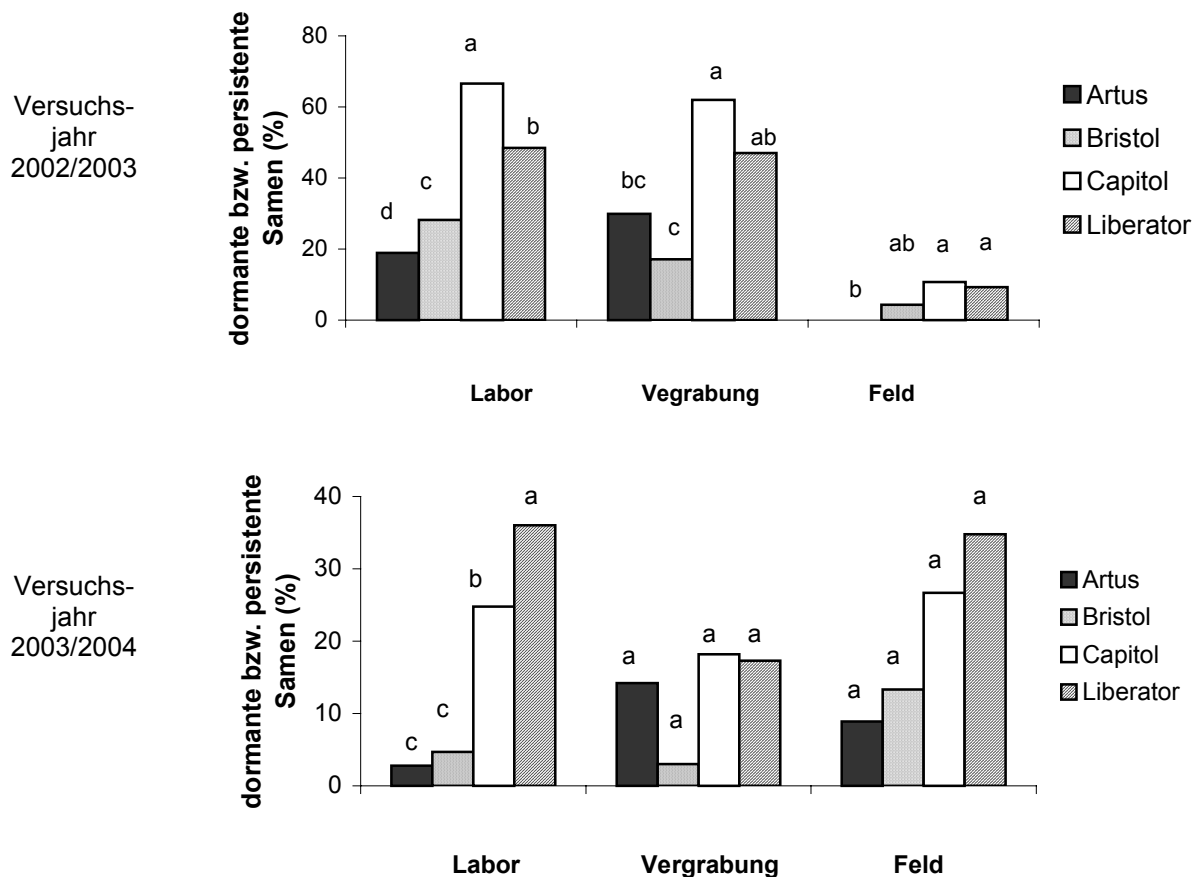 Versuchs-
jahr
2002/2003
dormante bzw. persistente
Samen (%)
80
60
40
20
0
d
c
a
b
bc
c
a
ab
b
ab
a
a
Labor
Vegrabung
Feld
Artus
Bristol
Capitol
Liberator
Versuchs-
jahr
2003/2004
dormante bzw. persistente
Samen (%)
40
30
20
10
0
c
c
b
a
a
a
a
a
a
a
a
a
Labor
Vergrabung
Feld
Artus
Bristol
Capitol
Liberator